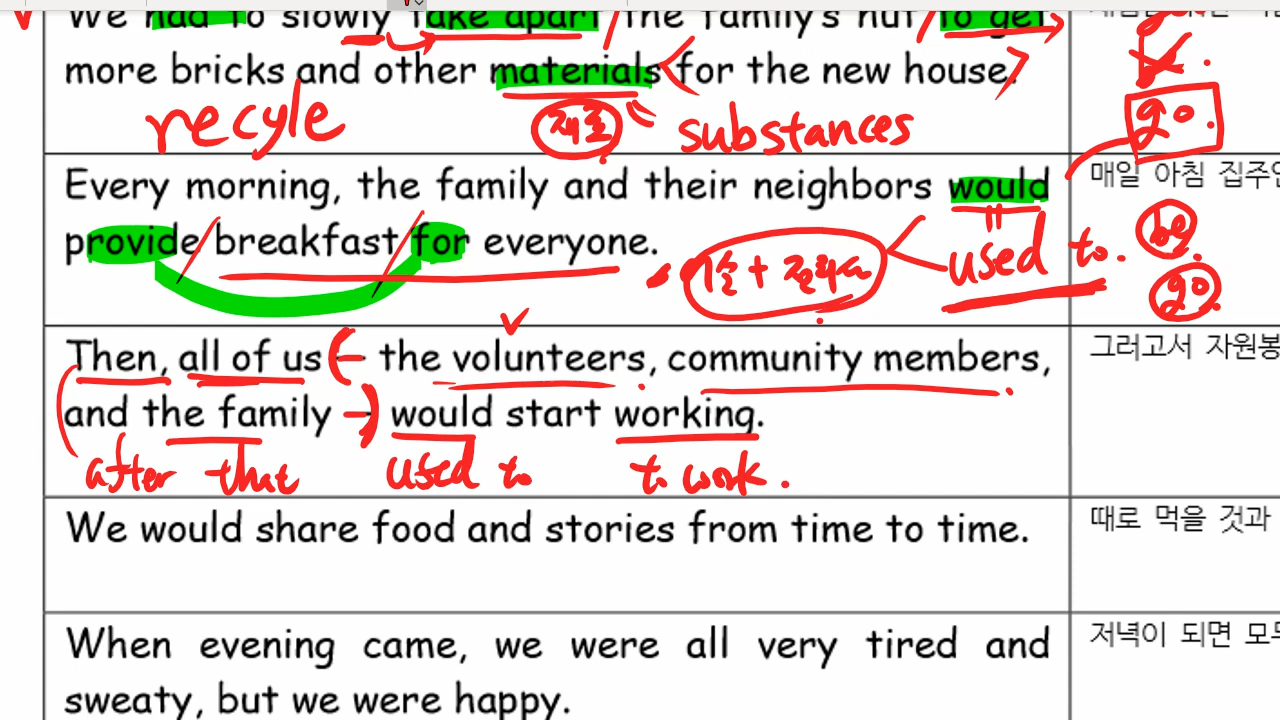 We had to slowly take apart the family's hut to get
more bricks and other materials for the new house.
recyle
재료
substances
go.
Every morning, the family and their neighbors would
매일 아침 집주인
provide breakfast for everyone.
used to.
be
go.
Then, all of us - the volunteers, community members,
그러고서 자원봉
and the family - would start working.
after that
used to
to work.
We would share food and stories from time to time.
때로 먹을 것과
When evening came, we were all very tired and
저녁이 되면 모두
sweaty, but we were happy.